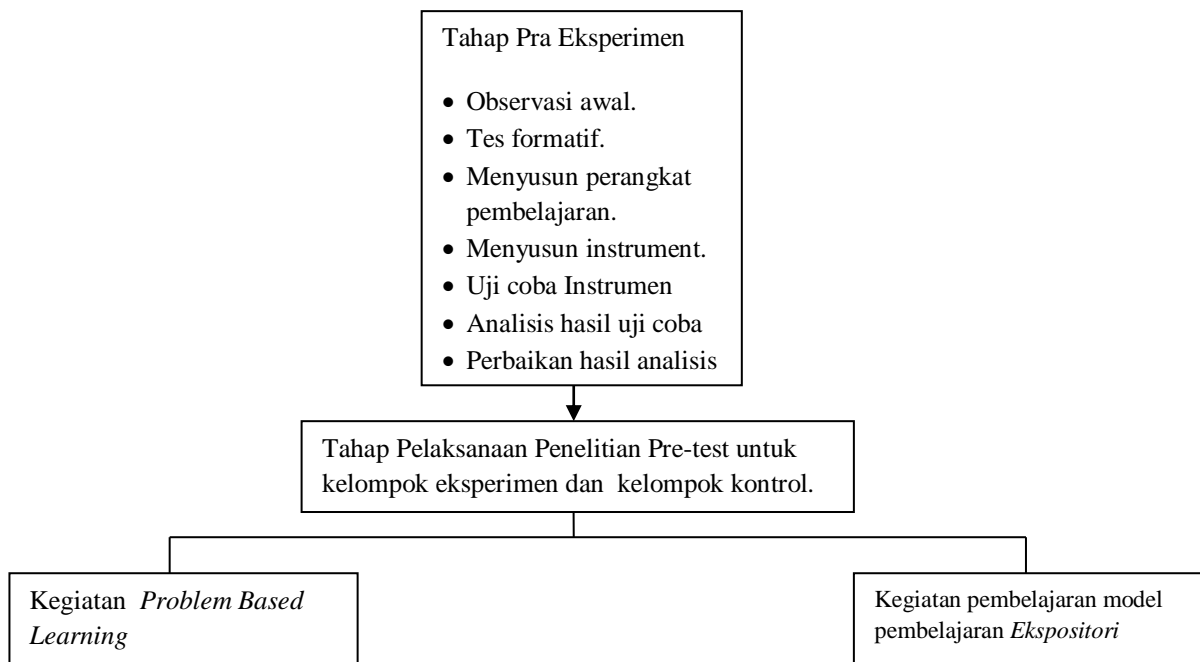 Tahap Pra Eksperimen
• Observasi awal.
• Tes formatif.
• Menyusun perangkat
pembelajaran.
• Menyusun instrument.
• Uji coba Instrumen
• Analisis hasil uji coba
• Perbaikan hasil analisis
Tahap Pelaksanaan Penelitian Pre-test untuk
kelompok eksperimen dan kelompok kontrol.
Kegiatan Problem Based
Learning
Kegiatan pembelajaran model
pembelajaran Ekspositori